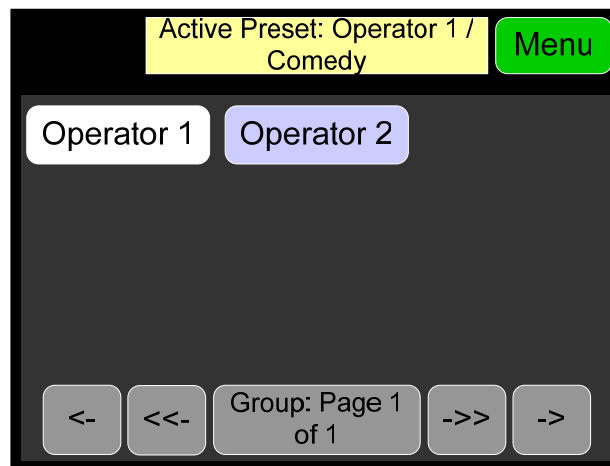 Active Preset: Operator 1 /
Comedy
Menu
Operator 1
Operator 2
<-
<<-
Group: Page 1
of 1
->>
->